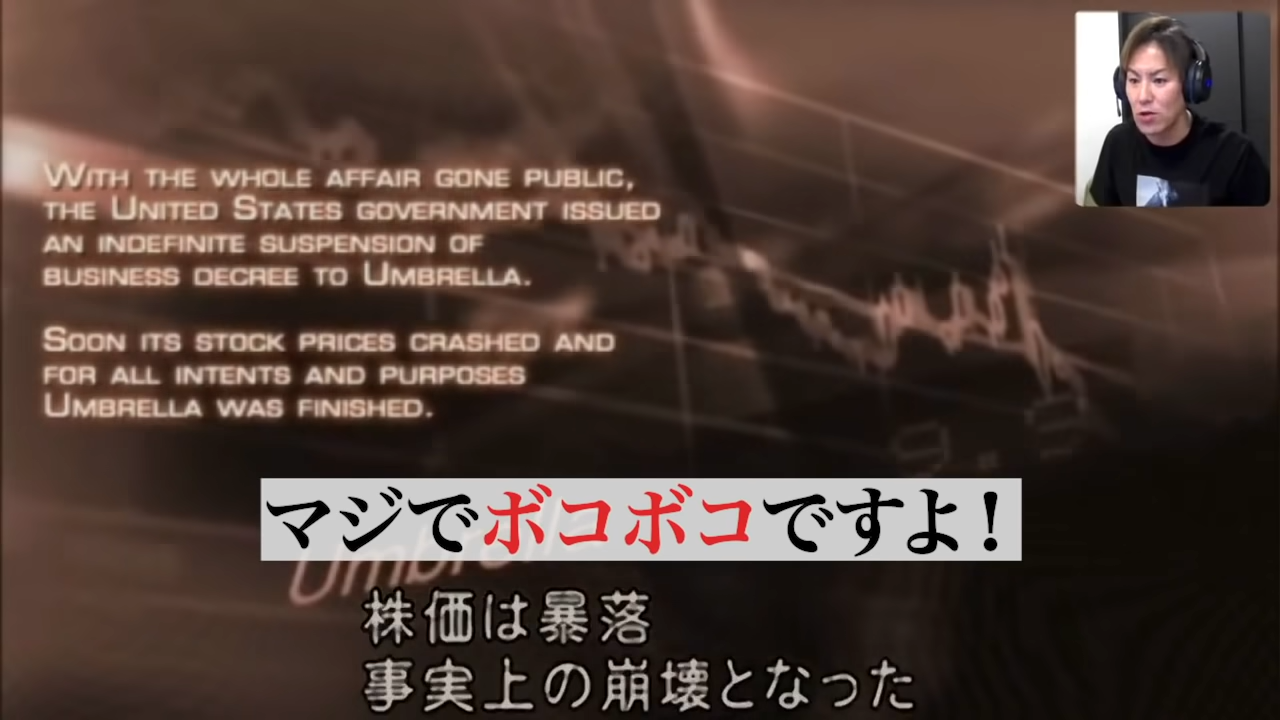 WITH THE WHOLE AFFAIR GONE PUBLIC,
THE UNITED STATES GOVERNMENT ISSUED
AN INDEFINITE SUSPENSION OF
BUSINESS DECREE TO UMBRELLA.
SOON ITS STOCK PRICES CRASHED AND
FOR ALL INTENTS AND PURPOSES
UMBRELLA WAS FINISHED.
マジでボコボコですよ!
Umbrella
株価は暴落
事実上の崩壊となった